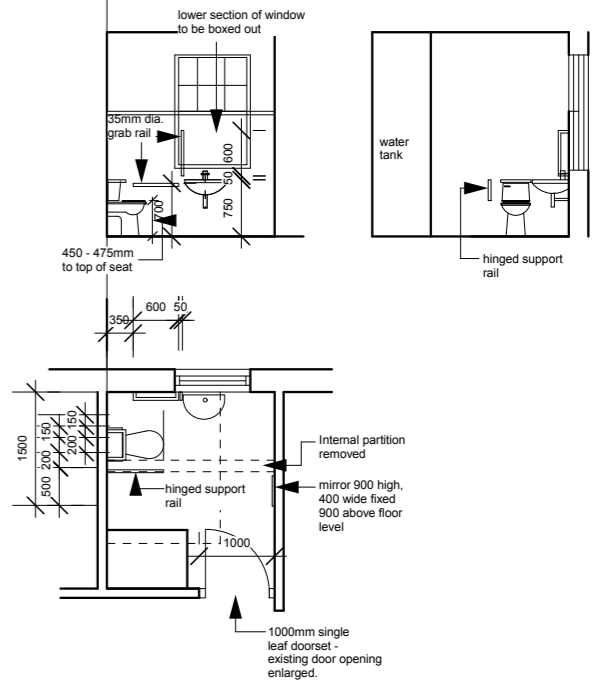 lower section of window
to be boxed out
35mm dia.
grab rail
600
50
750
700
450 - 475mm
to top of seat
water
tank
hinged support
rail
600 50
350
1500
150
150
200
200
500
hinged support
rail
1000
Internal partition
removed
mirror 900 high,
400 wide fixed
900 above floor
level
1000mm single
leaf doorset -
existing door opening
enlarged.